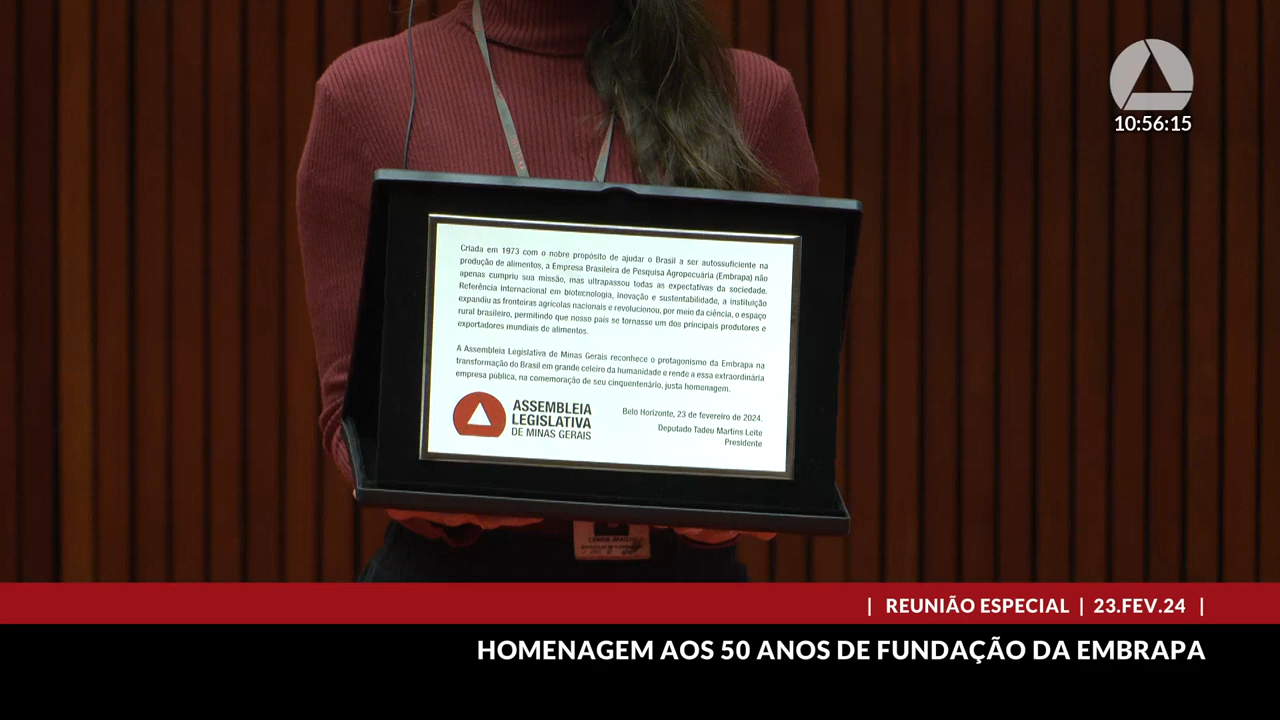 10:56:15
Criada em 1973 com o nobre propósito de ajudar o Brasil a ser autossuficiente na
produção de alimentos, a Empresa Brasileira de Pesquisa Agropecuária (Embrapa) não
apenas cumpriu sua missão, mas ultrapassou todas as expectativas da sociedade.
Referência internacional em biotecnologia, inovação e sustentabilidade, a instituição
expandiu as fronteiras agrícolas nacionais e revolucionou, por meio da ciência, o espaço
rural brasileiro, permitindo que nosso país se tornasse um dos principais produtores e
exportadores mundiais de alimentos.
A Assembleia Legislativa de Minas Gerais reconhece o protagonismo da Embrapa na
transformação do Brasil em grande celeiro da humanidade e rende a essa extraordinária
empresa pública, na comemoração de seu cinquentenário, justa homenagem.
ASSEMBLEIA
LEGISLATIVA
DE MINAS GERAIS
Belo Horizonte, 23 de fevereiro de 2024.
Deputado Tadeu Martins Leite
Presidente
| REUNIÃO ESPECIAL | 23.FEV.24 |
HOMENAGEM AOS 50 ANOS DE FUNDAÇÃO DA EMBRAPA